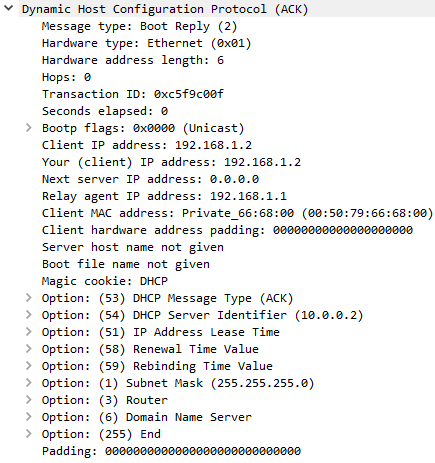 Dynamic Host Configuration Protocol (ACK)
Message type: Boot Reply (2)
Hardware type: Ethernet (0x01)
Hardware address length: 6
Hops: 0
Transaction ID: 0xc5f9c00f
Seconds elapsed: 0
Bootp flags: 0x0000 (Unicast)
Client IP address: 192.168.1.2
Your (client) IP address: 192.168.1.2
Next server IP address: 0.0.0.0
Relay agent IP address: 192.168.1.1
Client MAC address: Private_66:68:00 (00:50:79:66:68:00)
Client hardware address padding: 00000000000000000000
Server host name not given
Boot file name not given
Magic cookie: DHCP
Option: (53) DHCP Message Type (ACK)
Option: (54) DHCP Server Identifier (10.0.0.2)
Option: (51) IP Address Lease Time
Option: (58) Renewal Time Value
Option: (59) Rebinding Time Value
Option: (1) Subnet Mask (255.255.255.0)
Option: (3) Router
Option: (6) Domain Name Server
Option: (255) End
Padding: 0000000000000000000000000000